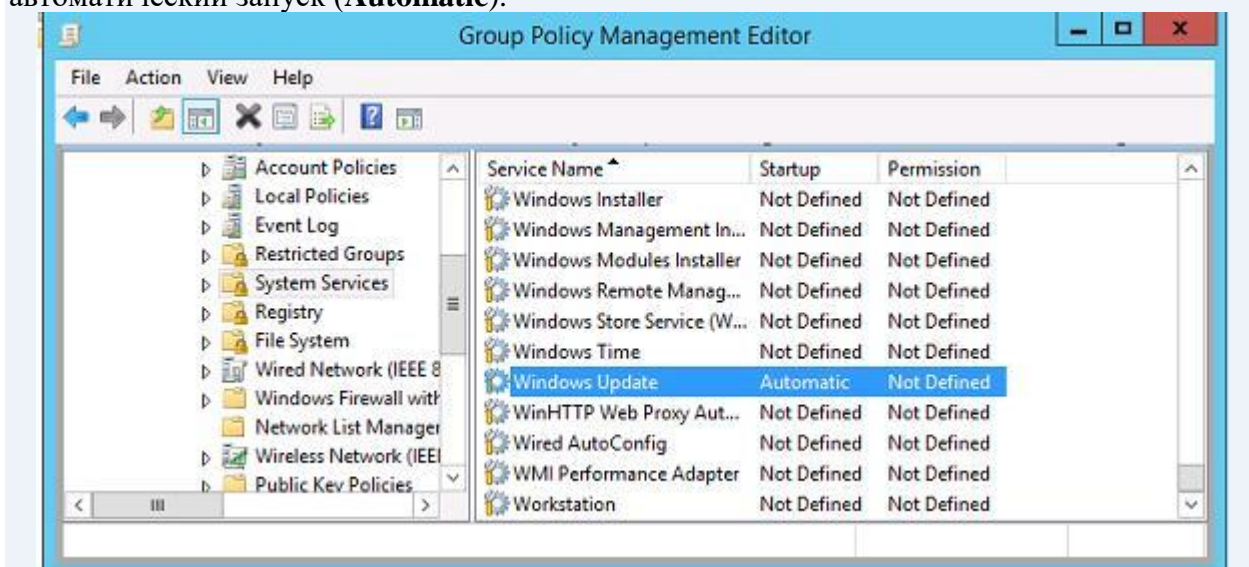 автоматический запуск (Automatic).
Group Policy Management Editor
File Action View Help
Account Policies
Local Policies
Event Log
Restricted Groups
System Services
Registry
File System
Wired Network (IEEE 8
Windows Firewall with
Network List Manager
Wireless Network (IEEE
Public Key Policies
Service Name Startup Permission
Windows Installer Not Defined Not Defined
Windows Management In... Not Defined Not Defined
Windows Modules Installer Not Defined Not Defined
Windows Remote Manag... Not Defined Not Defined
Windows Store Service (W... Not Defined Not Defined
Windows Time Not Defined Not Defined
Windows Update Automatic Not Defined
WinHTTP Web Proxy Aut... Not Defined Not Defined
Wired AutoConfig Not Defined Not Defined
WMI Performance Adapter Not Defined Not Defined
Workstation Not Defined Not Defined